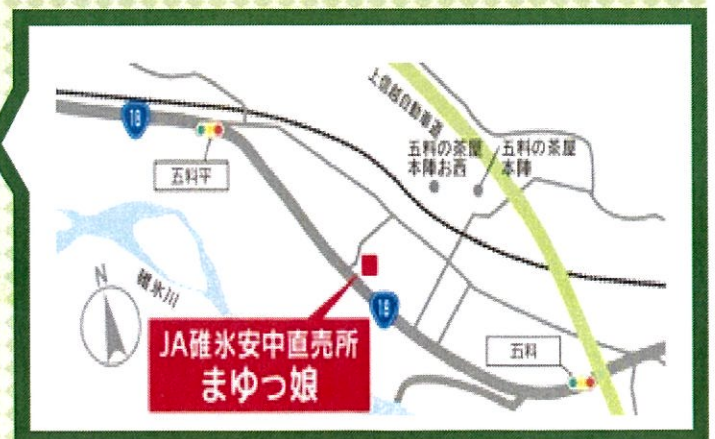 上信越自動車道
18
五料の茶屋
本陣お西
五料の茶屋
本陣
五料平
N
碓氷川
18
JA碓氷安中直売所
まゆっ娘
五料